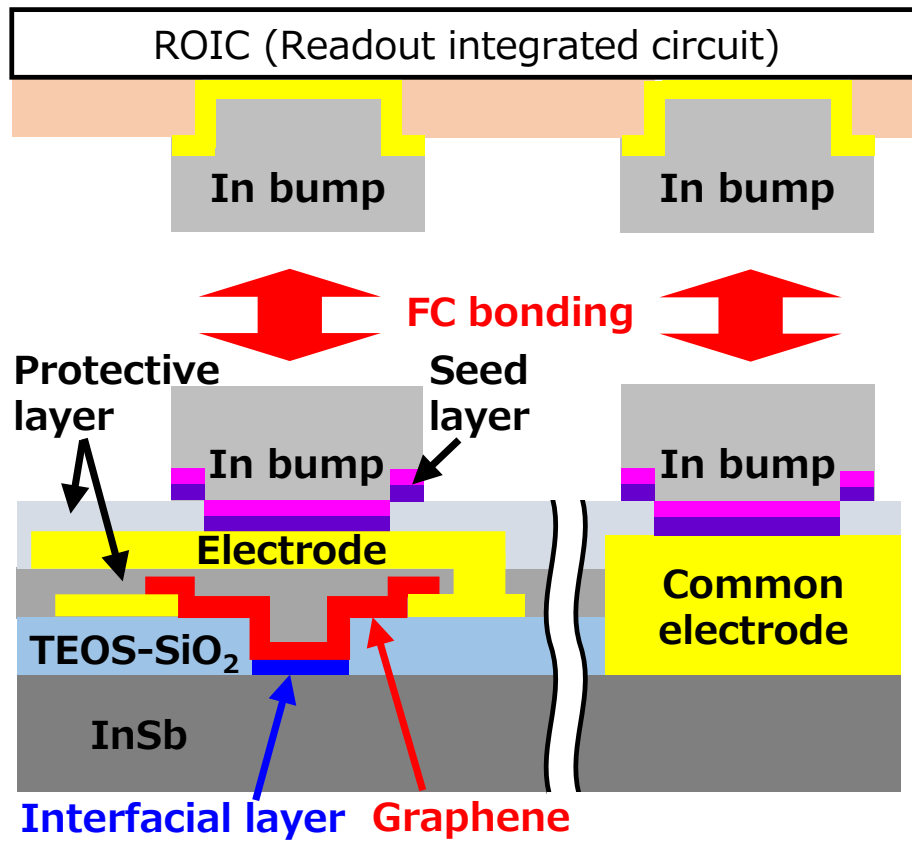 ROIC (Readout integrated circuit)
In bump
In bump
FC bonding
Protective
layer
Seed
layer
In bump
In bump
Electrode
Common
electrode
TEOS-SiO₂
InSb
Interfacial layer
Graphene